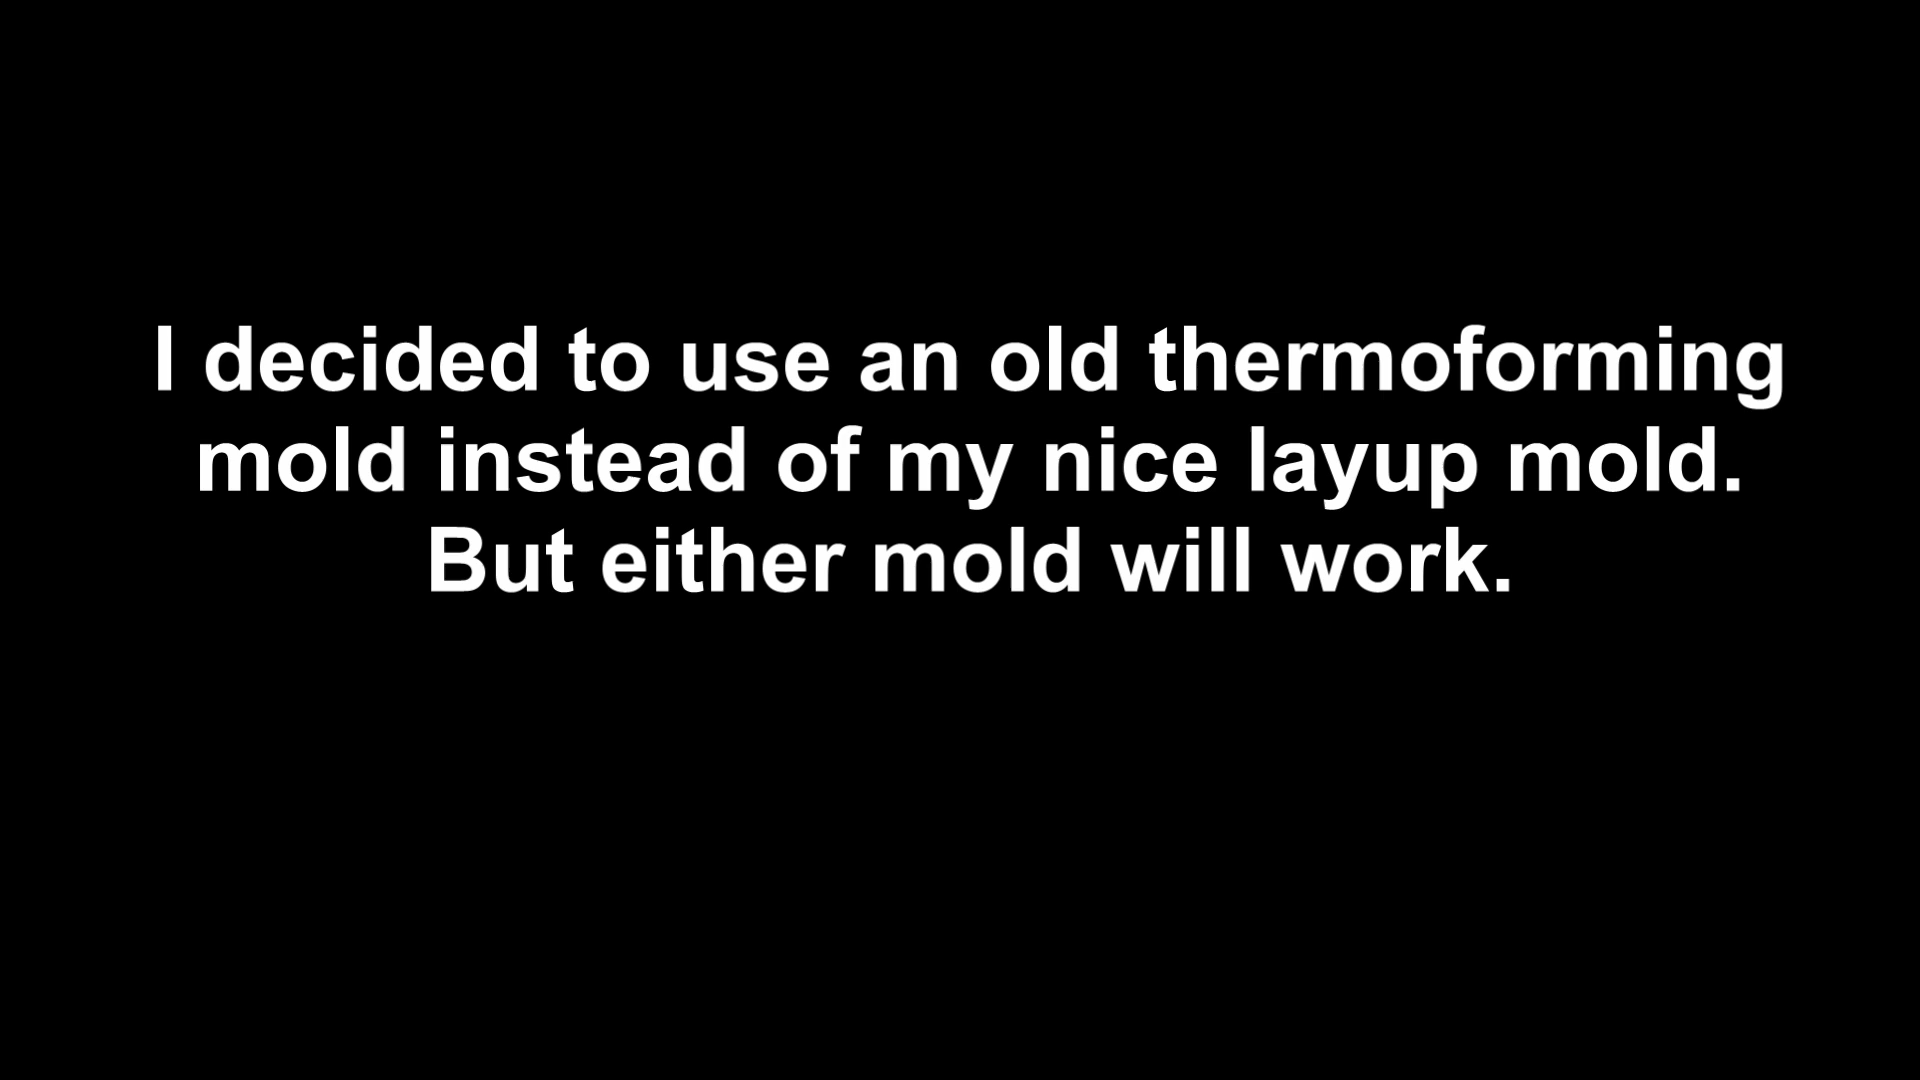 I decided to use an old thermoforming
mold instead of my nice layup mold.
But either mold will work.